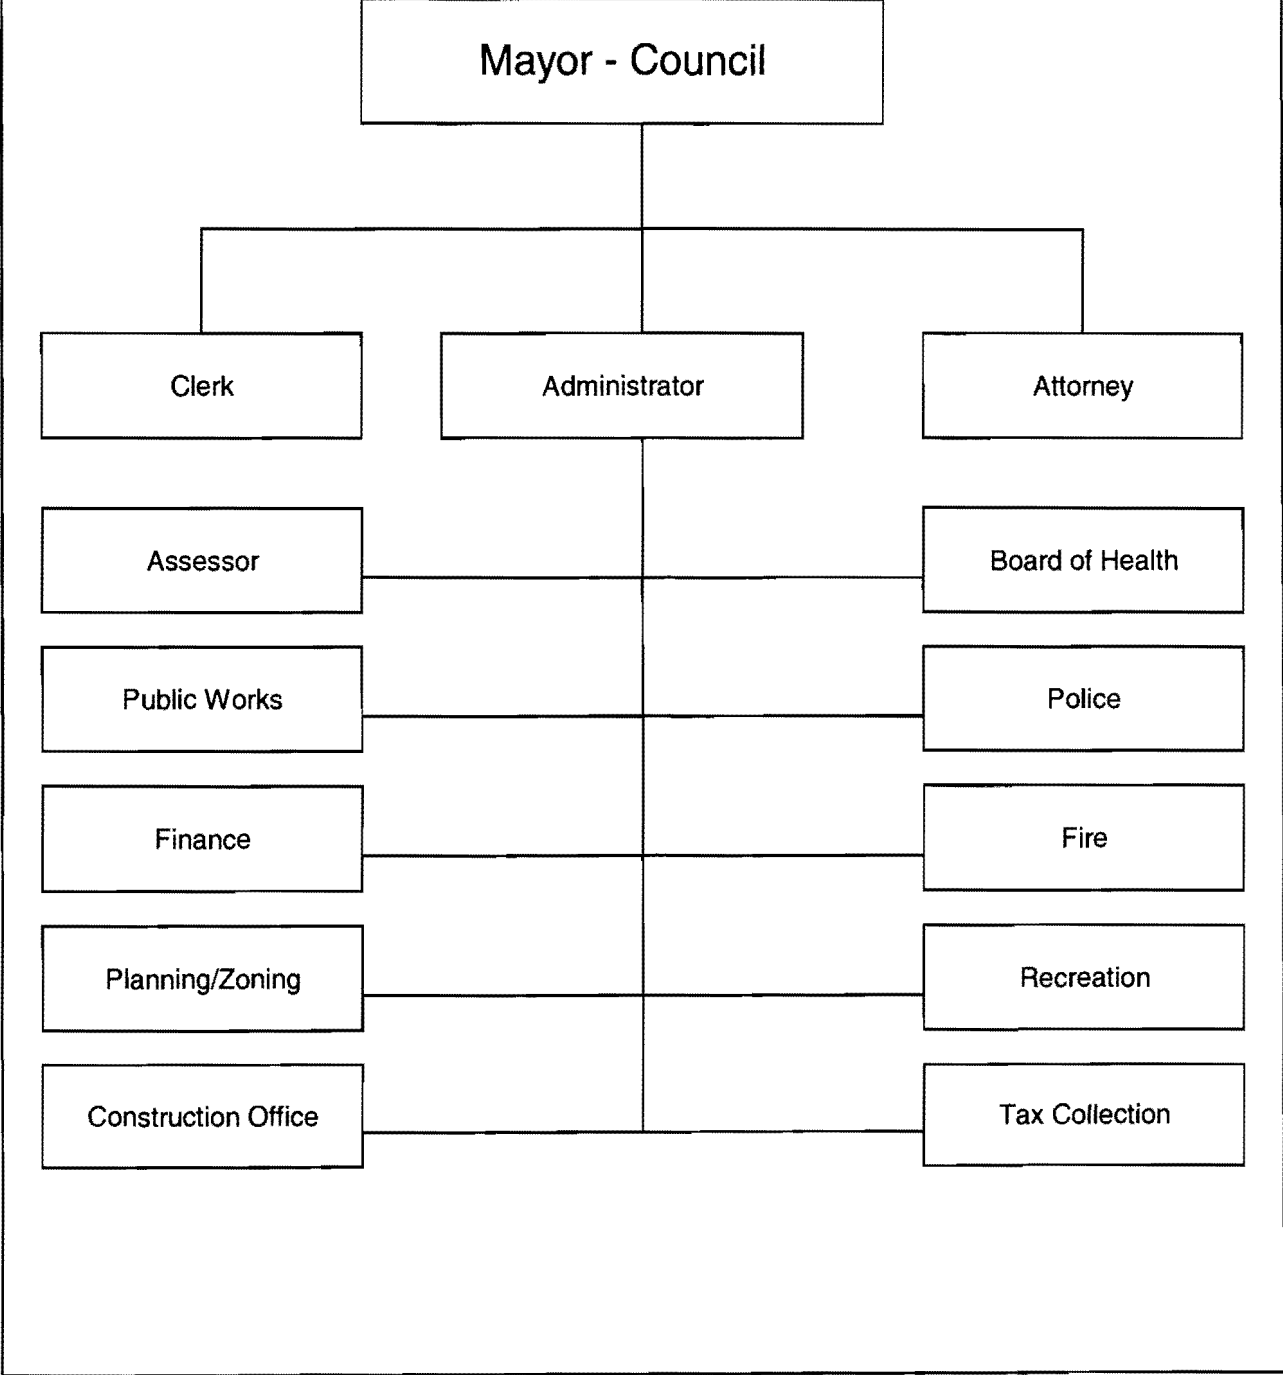 Mayor - Council
Clerk
Administrator
Attorney
Assessor
Board of Health
Public Works
Police
Finance
Fire
Planning/Zoning
Recreation
Construction Office
Tax Collection